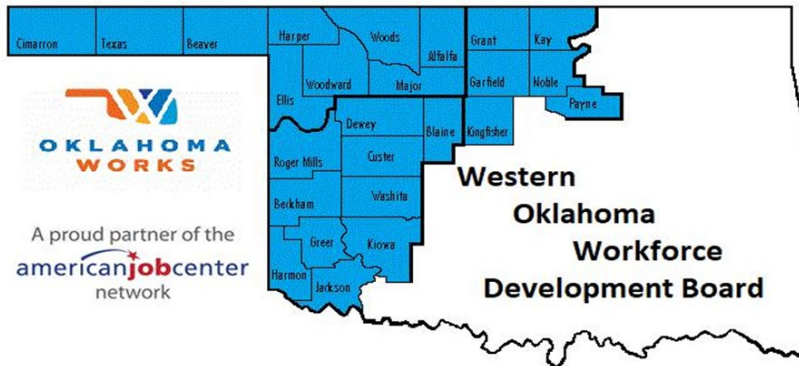 Cimarron
Texas
Beaver
Harper
Woods
Alfalfa
Grant
Kay
Ellis
Woodward
Major
Garfield
Noble
Payne
Dewey
Blaine
Kingfisher
Roger Mills
Custer
Beckham
Washita
Greer
Kiowa
Harmon
Jackson
OKLAHOMA
WORKS
A proud partner of the
americanjobcenter
network
Western
Oklahoma
Workforce
Development Board